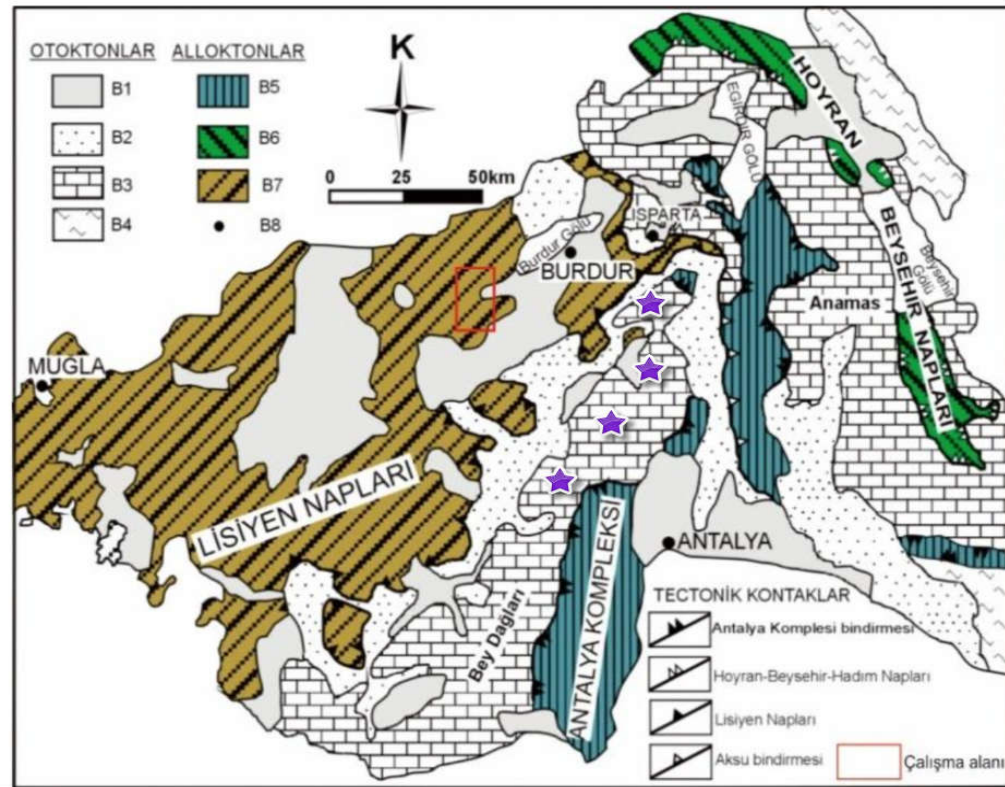 OTOKTONLAR
ALLOKTONLAR
B1
B2
B3
B4
B5
B6
B7
B8
K
0 25 50km
HOYRAN
BEYSEHIR NAPLARI
EGİRDİR GÖLÜ
Beyşehir Gölü
Anamas
ISPARTA
Burdur Gölü
BURDUR
MUGLA
LİSİYEN NAPLARI
Bey Dağları
ANTALYA KOMPLEKSI
ANTALYA
TECTONİK KONTAKLAR
Antalya Komplesi bindirmesi
Hoyran-Beysehir-Hadım Napları
Lisiyen Napları
Aksu bindirmesi
Çalışma alanı